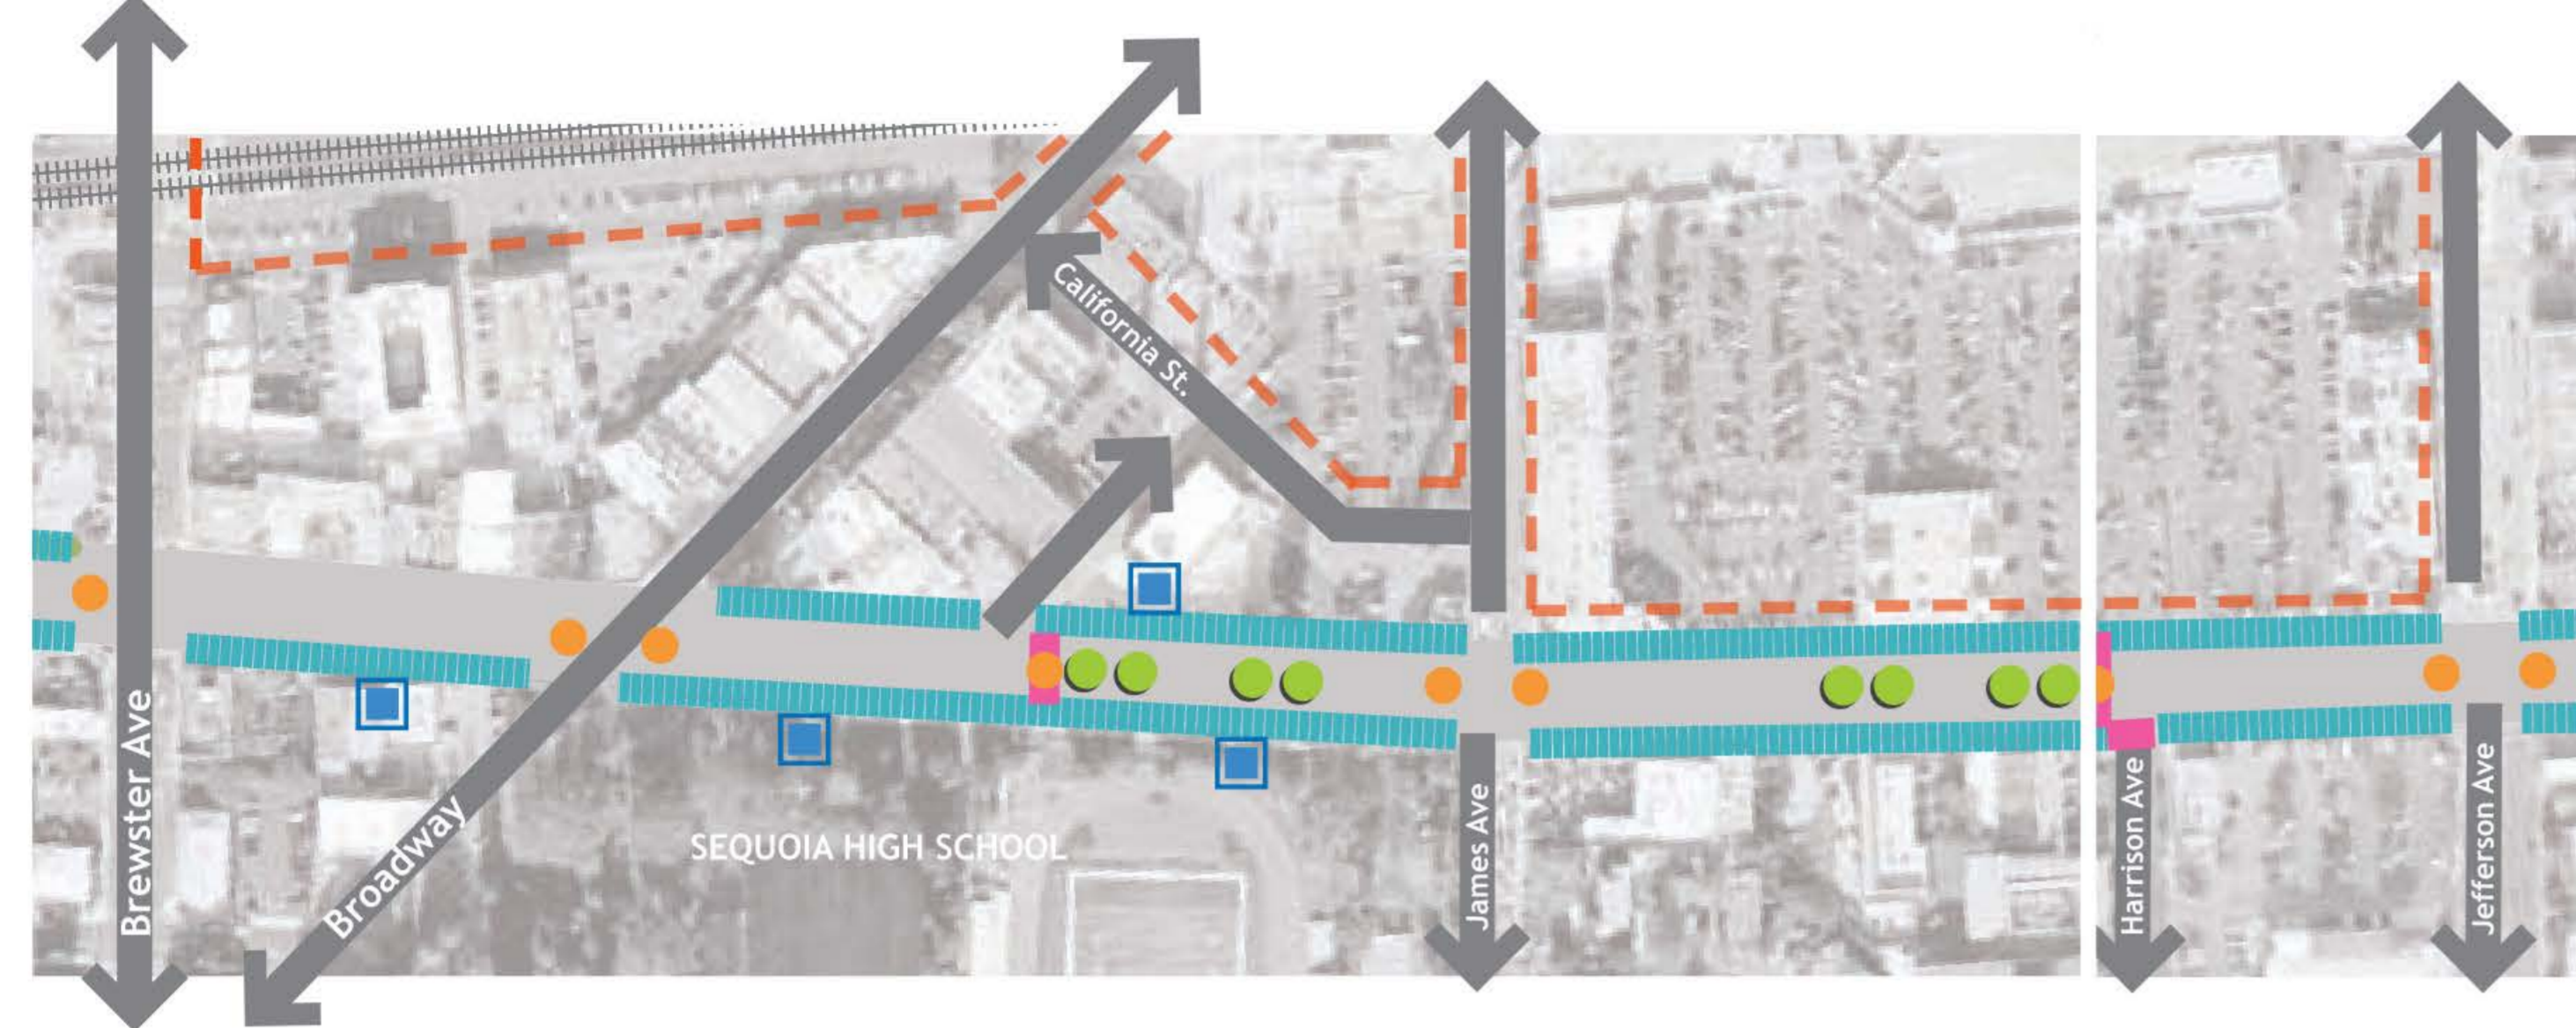 California St.
Brewster Ave
Broadway
SEQUOIA HIGH SCHOOL
James Ave
Harrison Ave
Jefferson Ave